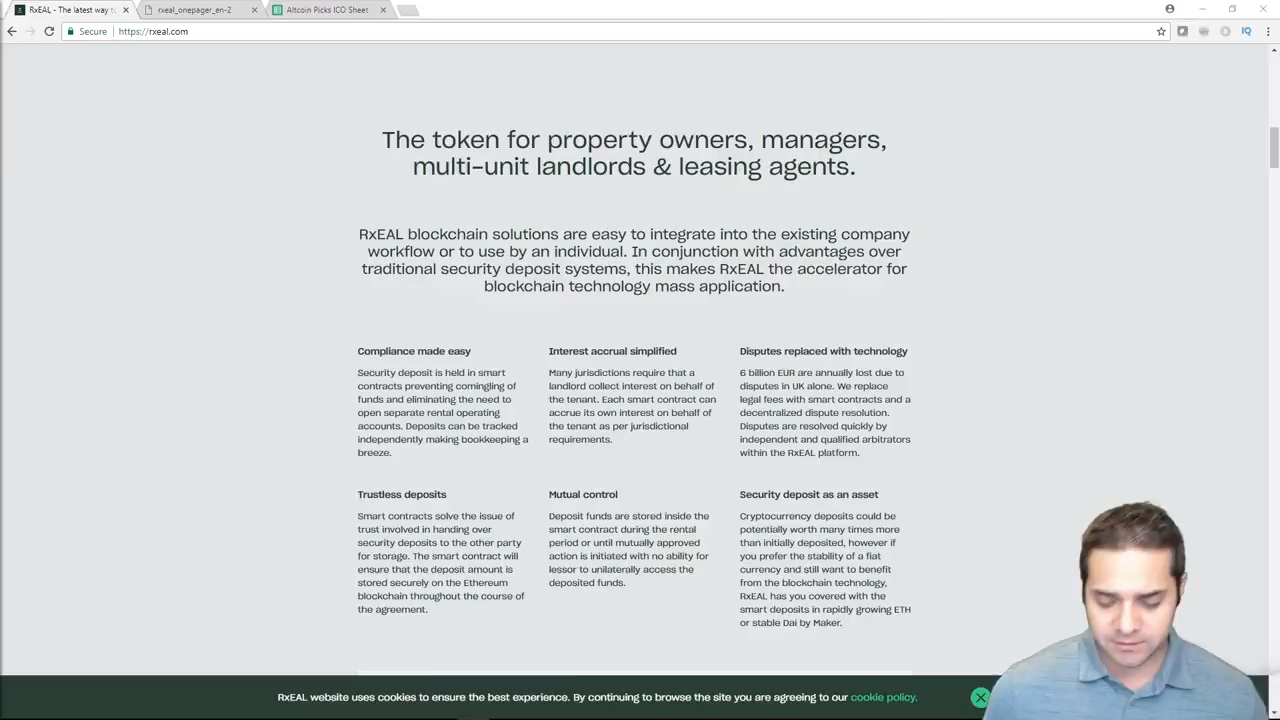 RxEAL - The latest way t
rxeal_onepager_en-2
Altcoin Picks ICO Sheet
Secure
https://rxeal.com
IQ
The token for property owners, managers,
multi-unit landlords & leasing agents.
RxEAL blockchain solutions are easy to integrate into the existing company
workflow or to use by an individual. In conjunction with advantages over
traditional security deposit systems, this makes RxEAL the accelerator for
blockchain technology mass application.
Compliance made easy
Security deposit is held in smart
contracts preventing comingling of
funds and eliminating the need to
open separate rental operating
accounts. Deposits can be tracked
independently making bookkeeping a
breeze.
Interest accrual simplified
Many jurisdictions require that a
landlord collect interest on behalf of
the tenant. Each smart contract can
accrue its own interest on behalf of
the tenant as per jurisdictional
requirements.
Disputes replaced with technology
6 billion EUR are annually lost due to
disputes in UK alone. We replace
legal fees with smart contracts and a
decentralized dispute resolution.
Disputes are resolved quickly by
independent and qualified arbitrators
within the RxEAL platform.
Trustless deposits
Smart contracts solve the issue of
trust involved in handing over
security deposits to the other party
for storage. The smart contract will
ensure that the deposit amount is
stored securely on the Ethereum
blockchain throughout the course of
the agreement.
Mutual control
Deposit funds are stored inside the
smart contract during the rental
period or until mutually approved
action is initiated with no ability for
lessor to unilaterally access the
deposited funds.
Security deposit as an asset
Cryptocurrency deposits could be
potentially worth many times more
than initially deposited, however if
you prefer the stability of a fiat
currency and still want to benefit
from the blockchain technology,
RxEAL has you covered with the
smart deposits in rapidly growing ETH
or stable Dai by Maker.
RxEAL website uses cookies to ensure the best experience. By continuing to browse the site you are agreeing to our cookie policy.